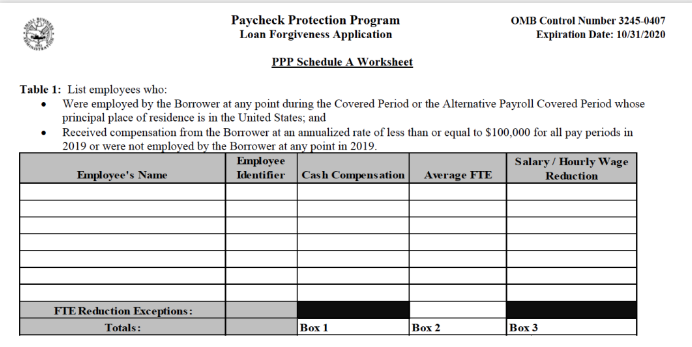 Paycheck Protection Program
Loan Forgiveness Application
OMB Control Number 3245-0407
Expiration Date: 10/31/2020
PPP Schedule A Worksheet
Table 1: List employees who:
• Were employed by the Borrower at any point during the Covered Period or the Alternative Payroll Covered Period whose
principal place of residence is in the United States; and
• Received compensation from the Borrower at an annualized rate of less than or equal to $100,000 for all pay periods in
2019 or were not employed by the Borrower at any point in 2019.
Employee's Name
Employee
Identifier
Cash Compensation
Average FTE
Salary / Hourly Wage
Reduction
FTE Reduction Exceptions:
Totals:
Box 1
Box 2
Box 3